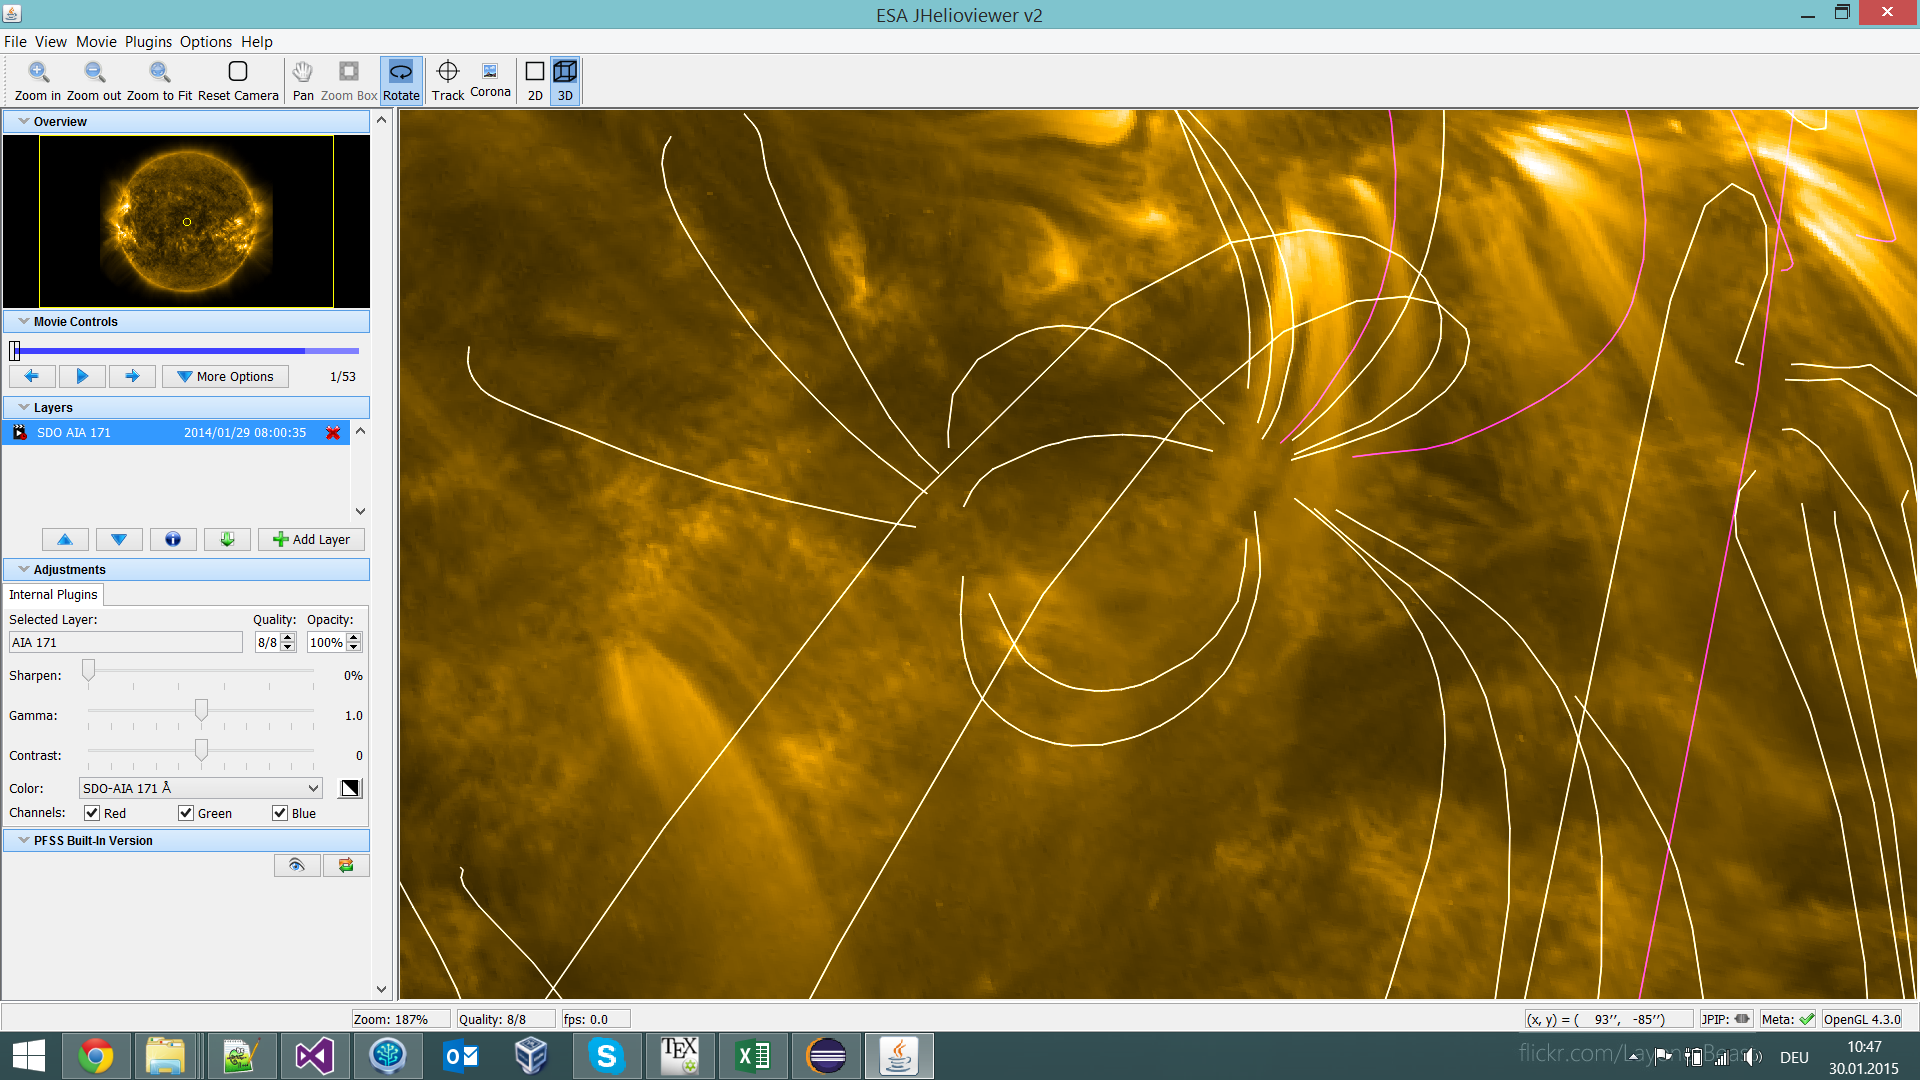 ESA JHelioviewer v2
File View Movie Plugins Options Help
Zoom in Zoom out Zoom to Fit Reset Camera Pan Zoom Box Rotate Track Corona 2D 3D
Overview
Movie Controls
More Options 1/53
Layers
SDO AIA 171 2014/01/29 08:00:35
Add Layer
Adjustments
Internal Plugins
Selected Layer: Quality: Opacity:
AIA 171 8/8 100%
Sharpen: 0%
Gamma: 1.0
Contrast: 0
Color: SDO-AIA 171 Å
Channels: Red Green Blue
PFSS Built-In Version
Zoom: 187% Quality: 8/8 fps: 0.0 (x, y) = ( 93’’, -85’’) JPIP: Meta: OpenGL 4.3.0
TEX
DEU
10:47
30.01.2015